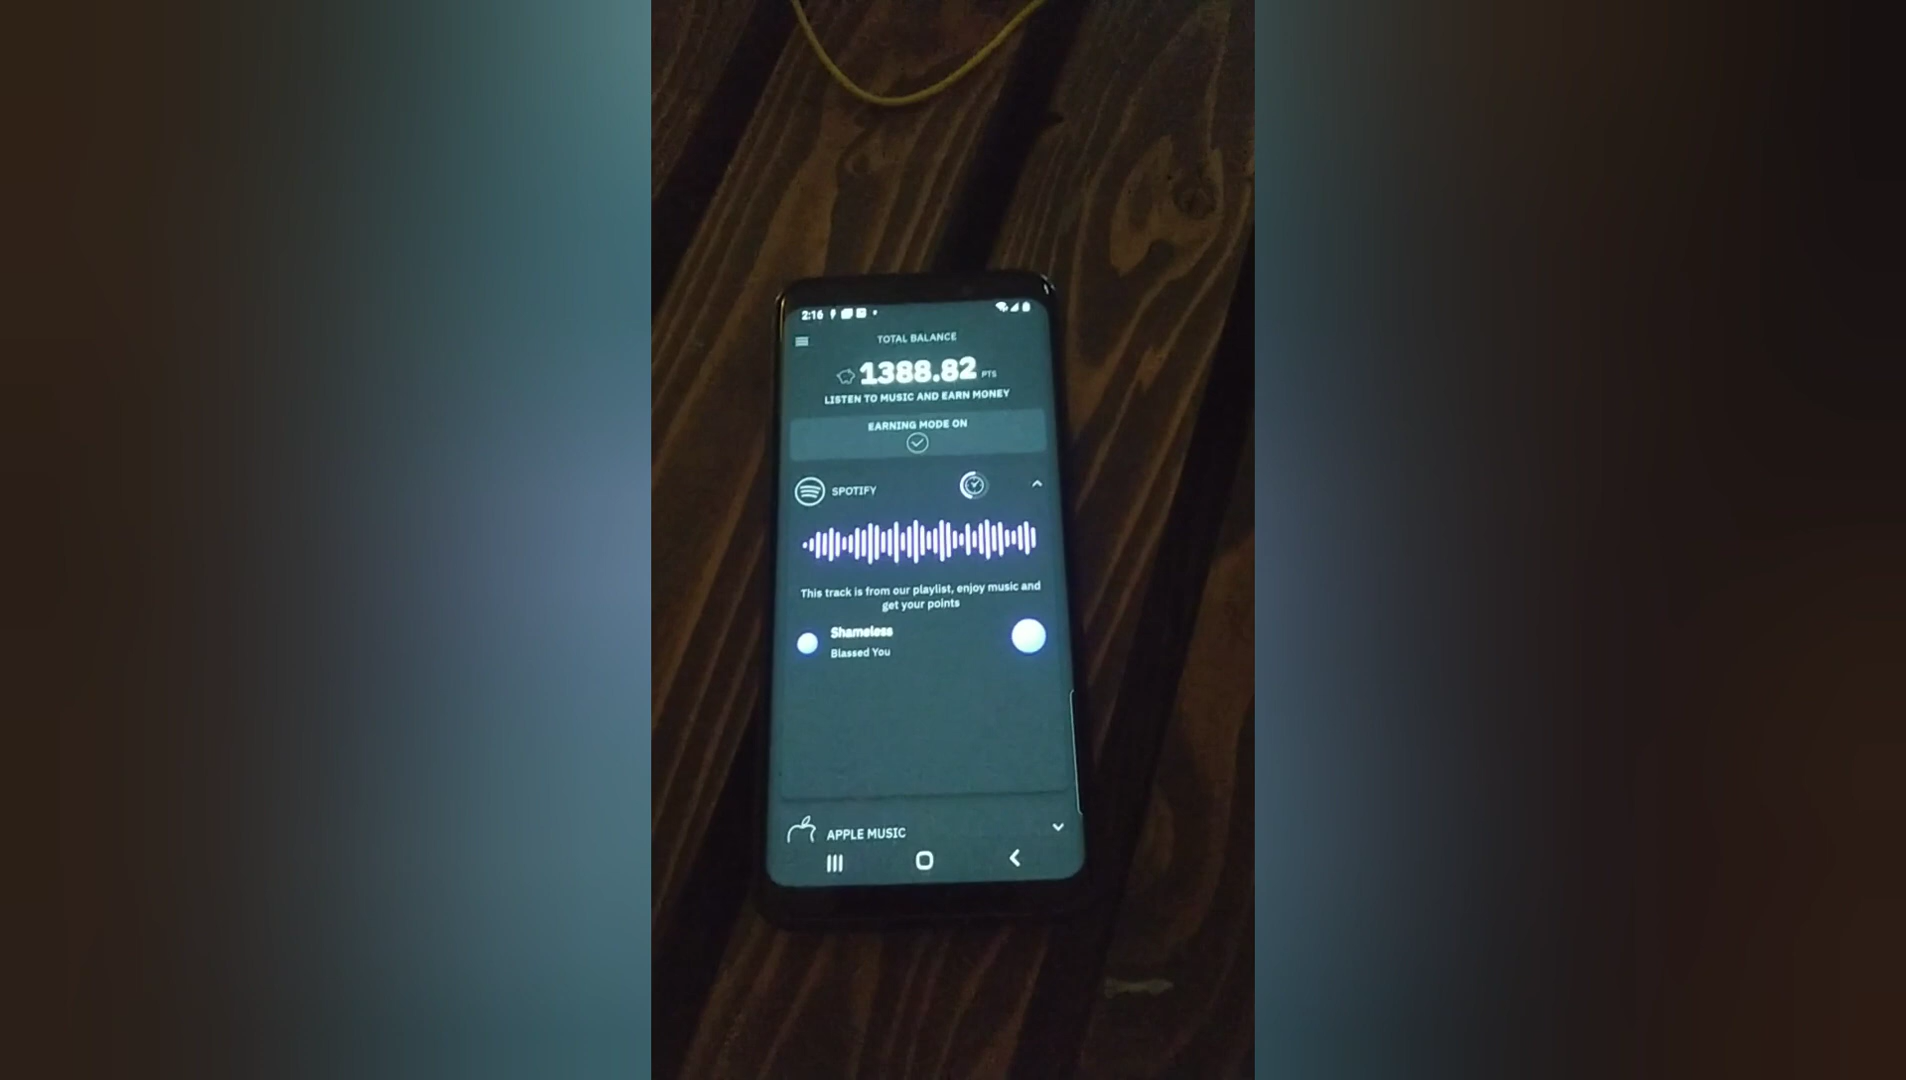 2:16
TOTAL BALANCE
1388.82 PTS
LISTEN TO MUSIC AND EARN MONEY
EARNING MODE ON
SPOTIFY
This track is from our playlist, enjoy music and
get your points
Shameless
Blassed You
APPLE MUSIC